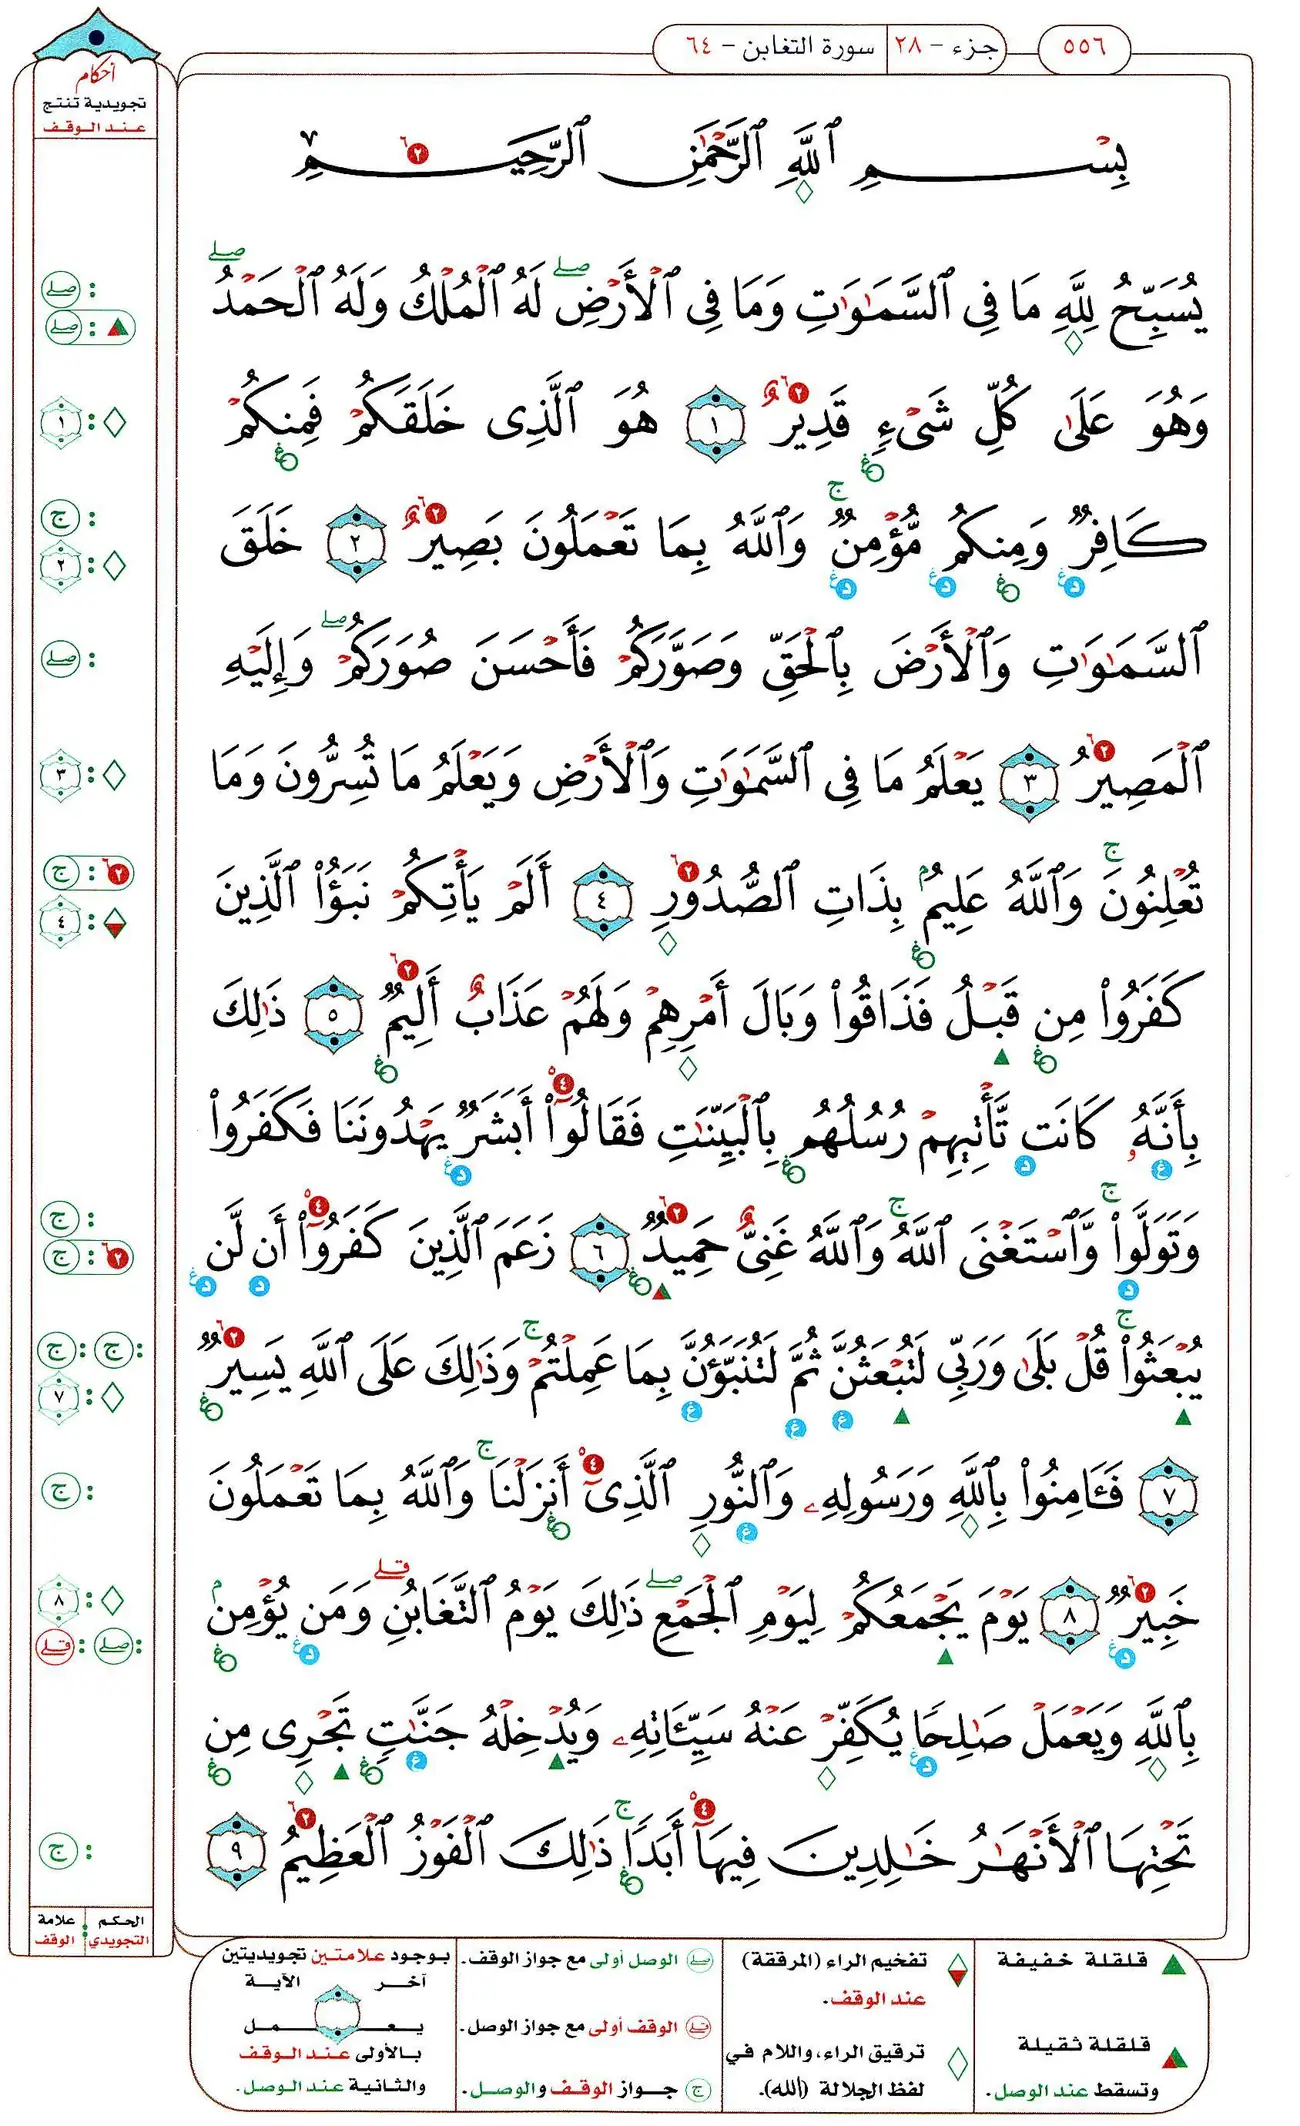 ٥٥٦
جزء - ٢٨ سورة التغابن - ٦٤
أحكام
تجويدية تنتج
عند الوقف
بِسْمِ ٱللَّهِ ٱلرَّحْمَٰنِ ٱلرَّحِيمِ
يُسَبِّحُ لِلَّهِ مَا فِى ٱلسَّمَٰوَٰتِ وَمَا فِى ٱلْأَرْضِ ۖ لَهُ ٱلْمُلْكُ وَلَهُ ٱلْحَمْدُ ۖ
وَهُوَ عَلَىٰ كُلِّ شَىْءٍ قَدِيرٌ ١ هُوَ ٱلَّذِى خَلَقَكُمْ فَمِنكُمْ
كَافِرٌ وَمِنكُم مُّؤْمِنٌ ۚ وَٱللَّهُ بِمَا تَعْمَلُونَ بَصِيرٌ ٢ خَلَقَ
ٱلسَّمَٰوَٰتِ وَٱلْأَرْضَ بِٱلْحَقِّ وَصَوَّرَكُمْ فَأَحْسَنَ صُوَرَكُمْ ۖ وَإِلَيْهِ
ٱلْمَصِيرُ ٣ يَعْلَمُ مَا فِى ٱلسَّمَٰوَٰتِ وَٱلْأَرْضِ وَيَعْلَمُ مَا تُسِرُّونَ وَمَا
تُعْلِنُونَ ۚ وَٱللَّهُ عَلِيمٌۢ بِذَاتِ ٱلصُّدُورِ ٤ أَلَمْ يَأْتِكُمْ نَبَؤُا۟ ٱلَّذِينَ
كَفَرُوا۟ مِن قَبْلُ فَذَاقُوا۟ وَبَالَ أَمْرِهِمْ وَلَهُمْ عَذَابٌ أَلِيمٌ ٥ ذَٰلِكَ
بِأَنَّهُۥ كَانَت تَّأْتِيهِمْ رُسُلُهُم بِٱلْبَيِّنَٰتِ فَقَالُوٓا۟ أَبَشَرٌ يَهْدُونَنَا فَكَفَرُوا۟
وَتَوَلَّوا۟ ۚ وَّٱسْتَغْنَى ٱللَّهُ ۚ وَٱللَّهُ غَنِىٌّ حَمِيدٌ ٦ زَعَمَ ٱلَّذِينَ كَفَرُوٓا۟ أَن لَّن
يُبْعَثُوا۟ ۚ قُلْ بَلَىٰ وَرَبِّى لَتُبْعَثُنَّ ثُمَّ لَتُنَبَّؤُنَّ بِمَا عَمِلْتُمْ ۚ وَذَٰلِكَ عَلَى ٱللَّهِ يَسِيرٌ
٧ فَـَٔامِنُوا۟ بِٱللَّهِ وَرَسُولِهِۦ وَٱلنُّورِ ٱلَّذِىٓ أَنزَلْنَا ۚ وَٱللَّهُ بِمَا تَعْمَلُونَ
خَبِيرٌ ٨ يَوْمَ يَجْمَعُكُمْ لِيَوْمِ ٱلْجَمْعِ ۖ ذَٰلِكَ يَوْمُ ٱلتَّغَابُنِ ۗ وَمَن يُؤْمِنۢ
بِٱللَّهِ وَيَعْمَلْ صَٰلِحًا يُكَفِّرْ عَنْهُ سَيِّـَٔاتِهِۦ وَيُدْخِلْهُ جَنَّٰتٍ تَجْرِى مِن
تَحْتِهَا ٱلْأَنْهَٰرُ خَٰلِدِينَ فِيهَآ أَبَدًا ۚ ذَٰلِكَ ٱلْفَوْزُ ٱلْعَظِيمُ ٩
الحكم التجويدي
علامة الوقف
قلقلة خفيفة
قلقلة ثقيلة
وتسقط عند الوصل.
تفخيم الراء (المرققة)
عند الوقف.
ترقيق الراء، واللام في
لفظ الجلالة (الله).
صلے الوصل أولى مع جواز الوقف.
قلے الوقف أولى مع جواز الوصل.
ج جواز الوقف والوصل.
بوجود علامتين تجويديتين
آخر الآية
يعمل
بالأولى عند الوقف
والثانية عند الوصل.